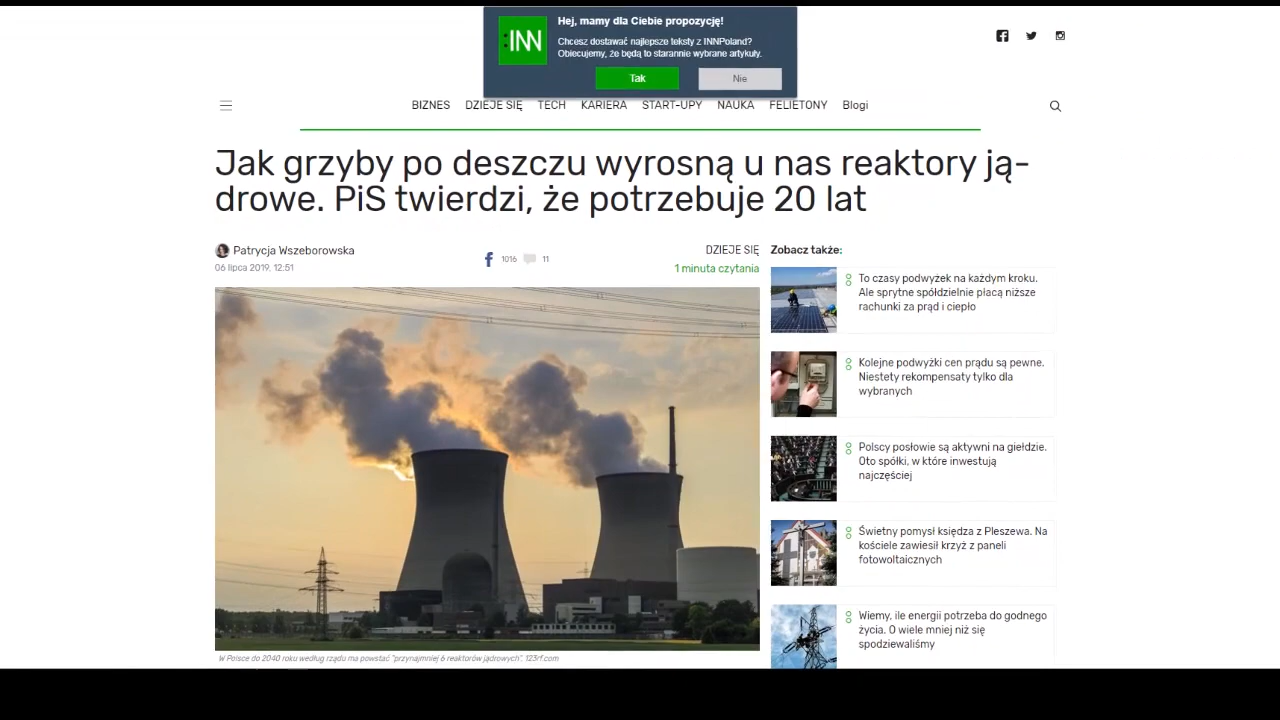 Hej, mamy dla Ciebie propozycję!
:INN
Chcesz dostawać najlepsze teksty z INNPoland?
Obiecujemy, że będą to starannie wybrane artykuły.
Tak
Nie
BIZNES DZIEJE SIĘ TECH KARIERA START-UPY NAUKA FELIETONY Blogi
Jak grzyby po deszczu wyrosną u nas reaktory ją-
drowe. PiS twierdzi, że potrzebuje 20 lat
Patrycja Wszeborowska
06 lipca 2019, 12:51
1016 11
DZIEJE SIĘ
1 minuta czytania
W Polsce do 2040 roku według rządu ma powstać "przynajmniej 6 reaktorów jądrowych". 123rf.com
Zobacz także:
To czasy podwyżek na każdym kroku.
Ale sprytne spółdzielnie płacą niższe
rachunki za prąd i ciepło
Kolejne podwyżki cen prądu są pewne.
Niestety rekompensaty tylko dla
wybranych
Polscy posłowie są aktywni na giełdzie.
Oto spółki, w które inwestują
najczęściej
Świetny pomysł księdza z Pleszewa. Na
kościele zawiesił krzyż z paneli
fotowoltaicznych
Wiemy, ile energii potrzeba do godnego
życia. O wiele mniej niż się
spodziewaliśmy